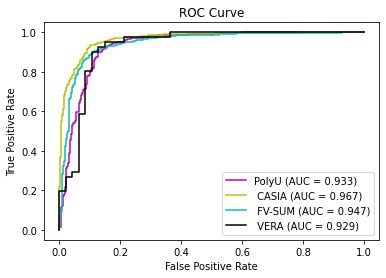 ROC Curve
1.0
0.8
0.6
0.4
0.2
0.0
True Positive Rate
PolyU (AUC = 0.933)
CASIA (AUC = 0.967)
FV-SUM (AUC = 0.947)
VERA (AUC = 0.929)
0.0 0.2 0.4 0.6 0.8 1.0
False Positive Rate